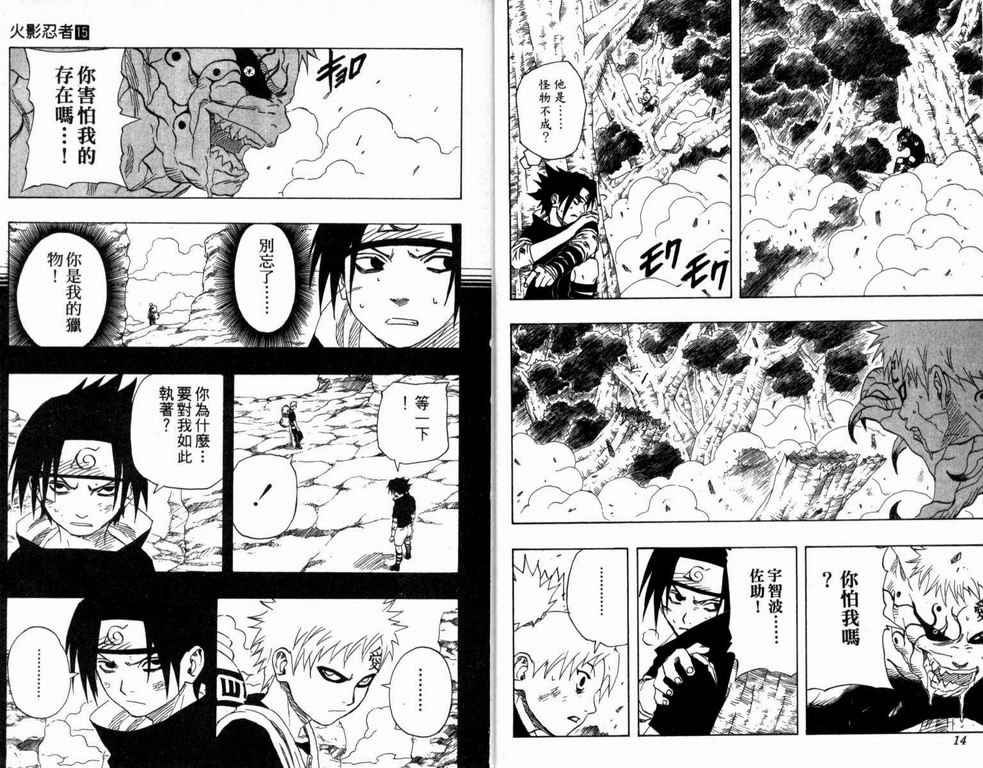 他是……
怪物不成？
モク
モク
你怕我嗎
？
宇智波……
佐助！
…………
14
火影忍者15
你害怕我的
存在嗎…！
キョロ
別忘了……
你是我的獵
物！
等一下
！
！
你為什麼…
要對我如此
執著？
愛
…………
…………